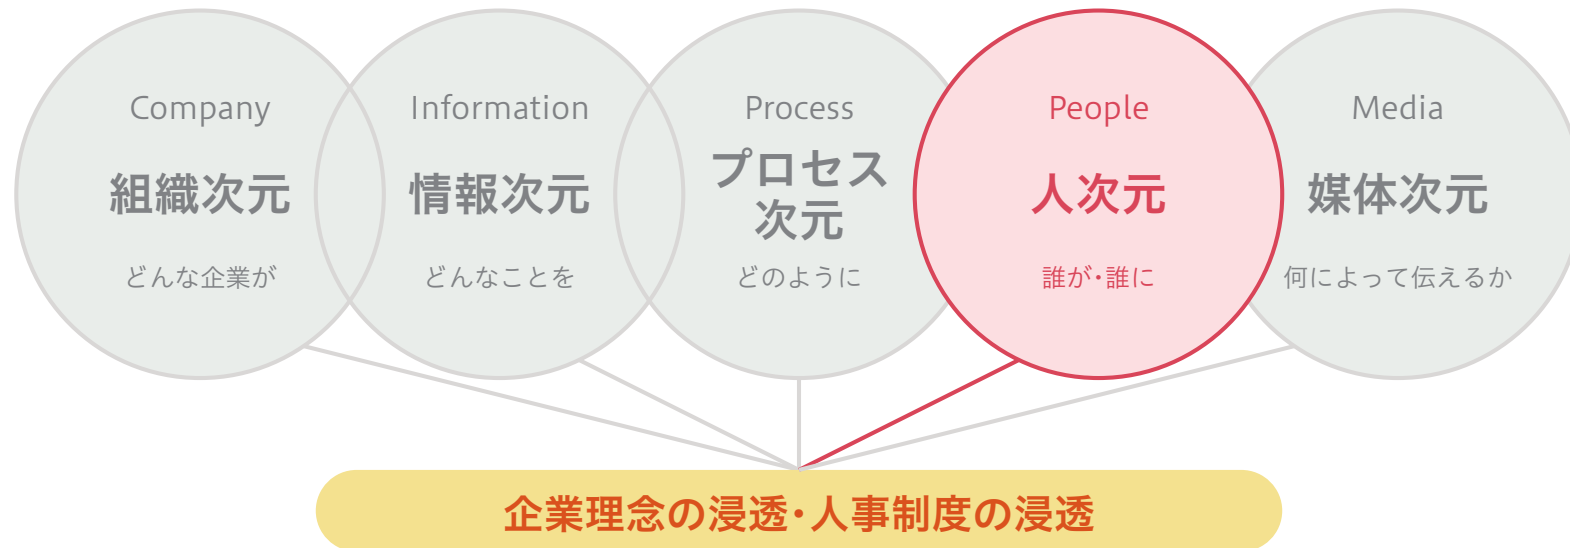 Company
組織次元
どんな企業が
Information
情報次元
どんなことを
Process
プロセス
次元
どのように
People
人次元
誰が・誰に
Media
媒体次元
何によって伝えるか
企業理念の浸透・人事制度の浸透